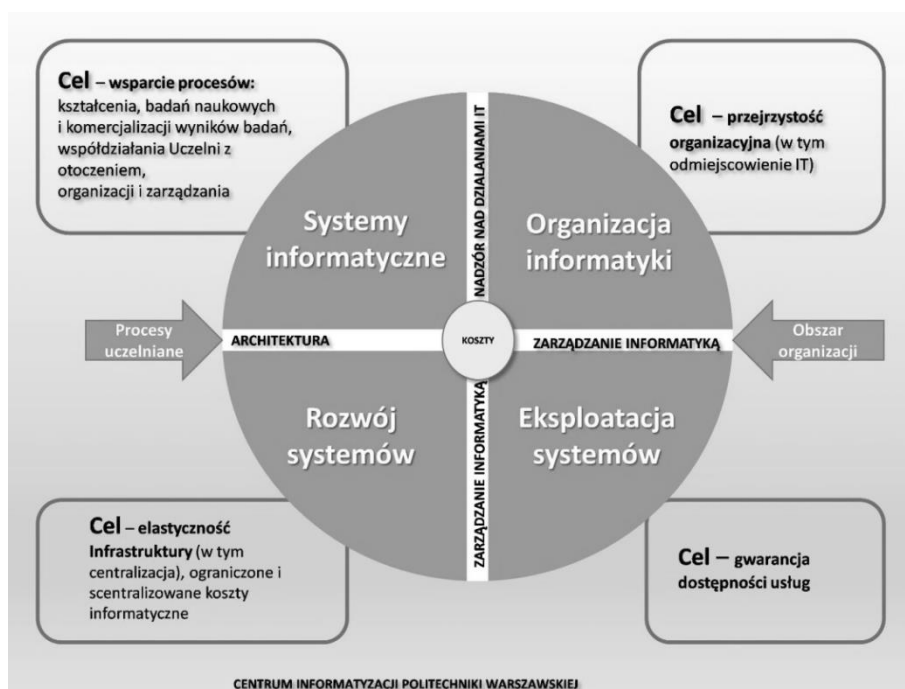 Cel – wsparcie procesów:
kształcenia, badań naukowych
i komercjalizacji wyników badań,
współdziałania Uczelni z
otoczeniem,
organizacji i zarządzania
Cel – przejrzystość
organizacyjna (w tym
odmiejscowienie IT)
Systemy
informatyczne
NADZÓR NAD DZIAŁANIAMI IT
Organizacja
informatyki
Procesy
uczelniane
ARCHITEKTURA
KOSZTY
ZARZĄDZANIE INFORMATYKĄ
Obszar
organizacji
Rozwój
systemów
ZARZĄDZANIE INFORMATYKĄ
Eksploatacja
systemów
Cel – elastyczność
Infrastruktury (w tym
centralizacja), ograniczone i
scentralizowane koszty
informatyczne
Cel – gwarancja
dostępności usług
CENTRUM INFORMATYZACJI POLITECHNIKI WARSZAWSKIEJ